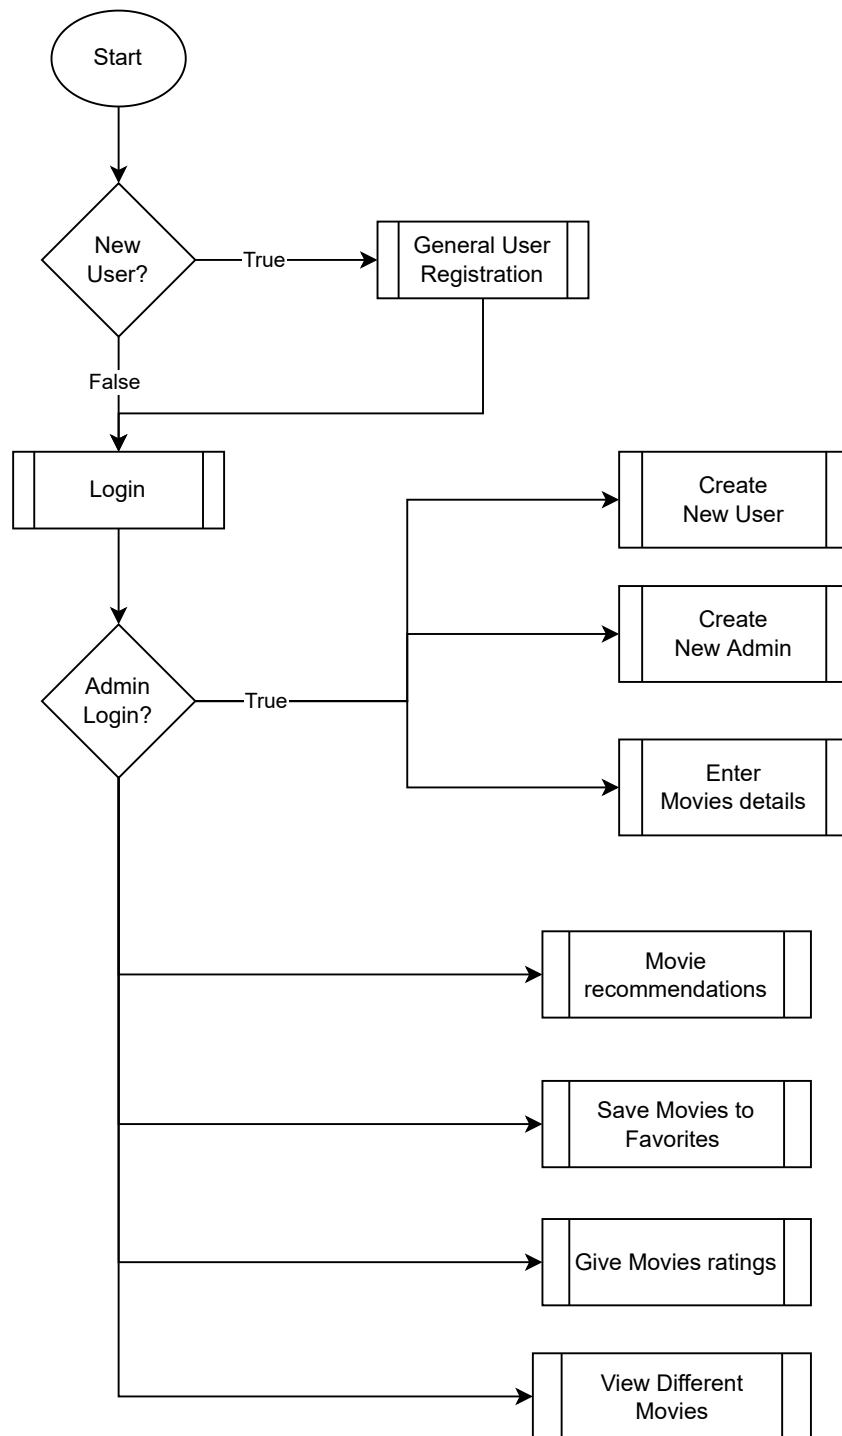 Start
New
User?
True
General User
Registration
False
Login
Create
New User
Create
New Admin
Admin
Login?
True
Enter
Movies details
Movie
recommendations
Save Movies to
Favorites
Give Movies ratings
View Different
Movies